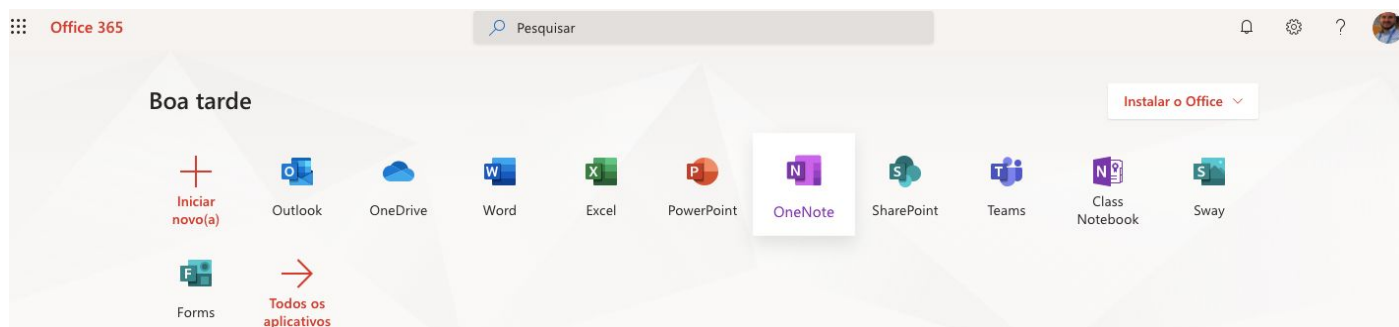 Office 365
Pesquisar
?
Boa tarde
Instalar o Office
Iniciar
novo(a)
Outlook
OneDrive
Word
Excel
PowerPoint
OneNote
SharePoint
Teams
Class
Notebook
Sway
Forms
Todos os
aplicativos